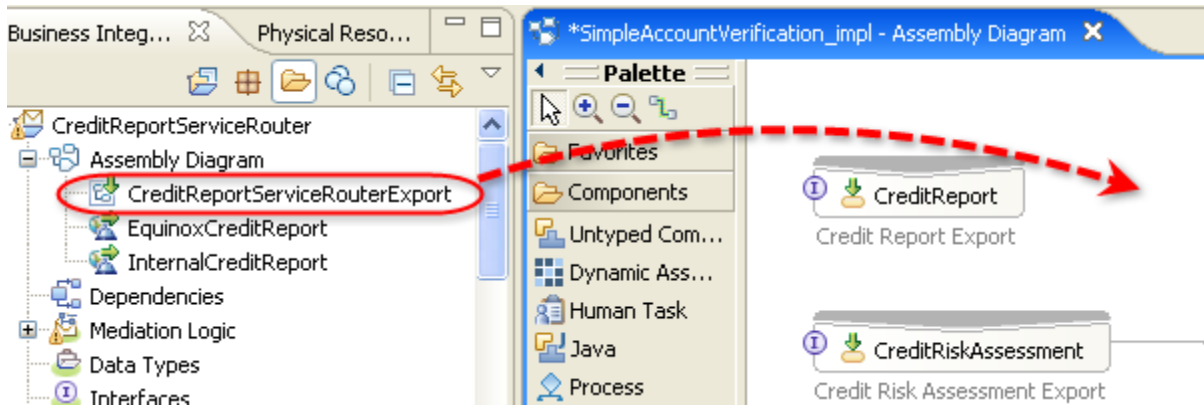 Business Integ...
Physical Reso...
CreditReportServiceRouter
Assembly Diagram
CreditReportServiceRouterExport
EquinoxCreditReport
InternalCreditReport
Dependencies
Mediation Logic
Data Types
Interfaces
*SimpleAccountVerification_impl - Assembly Diagram
Palette
Favorites
Components
Untyped Com...
Dynamic Ass...
Human Task
Java
Process
I CreditReport
Credit Report Export
I CreditRiskAssessment
Credit Risk Assessment Export